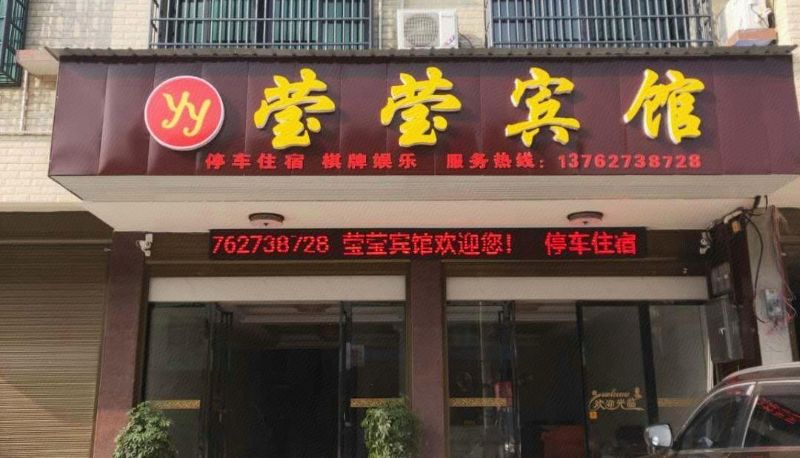 yy 莹莹宾馆
停车住宿 棋牌娱乐 服务热线：13762738728
762738728 莹莹宾馆欢迎您！ 停车住宿
欢迎光临